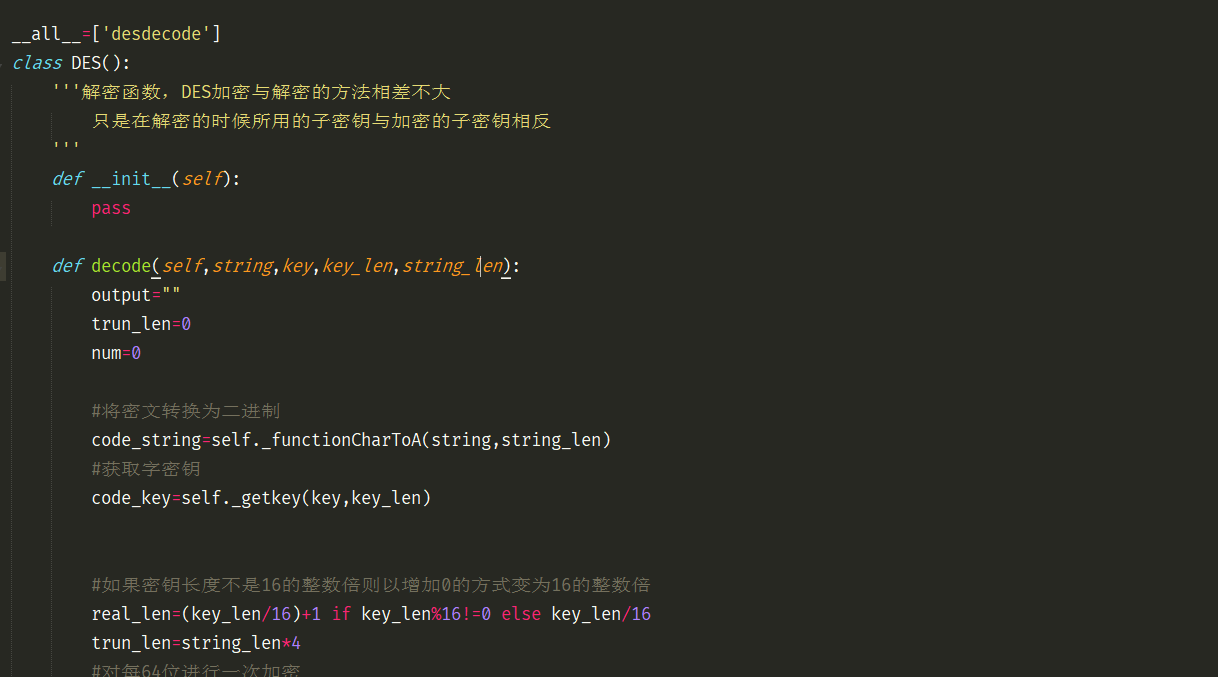 __all__=['desdecode']
class DES():
'''解密函数，DES加密与解密的方法相差不大
只是在解密的时候所用的子密钥与加密的子密钥相反
'''
def __init__(self):
pass
def decode(self,string,key,key_len,string_len):
output=""
trun_len=0
num=0
#将密文转换为二进制
code_string=self._functionCharToA(string,string_len)
#获取字密钥
code_key=self._getkey(key,key_len)
#如果密钥长度不是16的整数倍则以增加0的方式变为16的整数倍
real_len=(key_len/16)+1 if key_len%16!=0 else key_len/16
trun_len=string_len*4
#对每64位进行一次加密